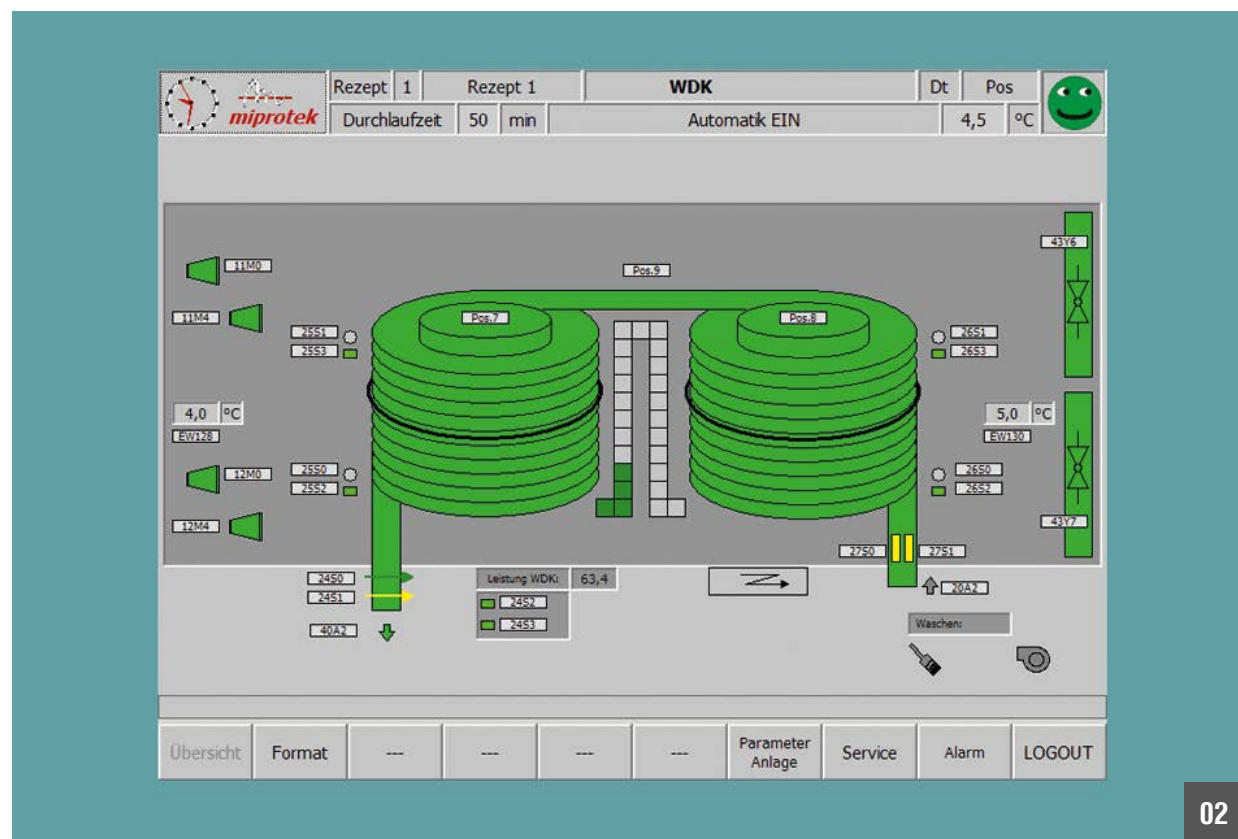 Rezept 1 Rezept 1 WDK Dt Pos
miprotek Durchlaufzeit 50 min Automatik EIN 4,5 °C
43Y6
11M0 Pos.9
11M4 Pos.7 Pos.8
25S1 26S1
25S3 26S3
4,0 °C 5,0 °C
EW128 EW130
12M0 25S0 26S0
25S2 26S2
12M4 43Y7
27S0 27S1
24S0 Leistung WDK: 63,4
24S1 24S2 20A2
40A2 24S3 Waschen:
Übersicht Format --- --- --- --- Parameter Anlage Service Alarm LOGOUT
02